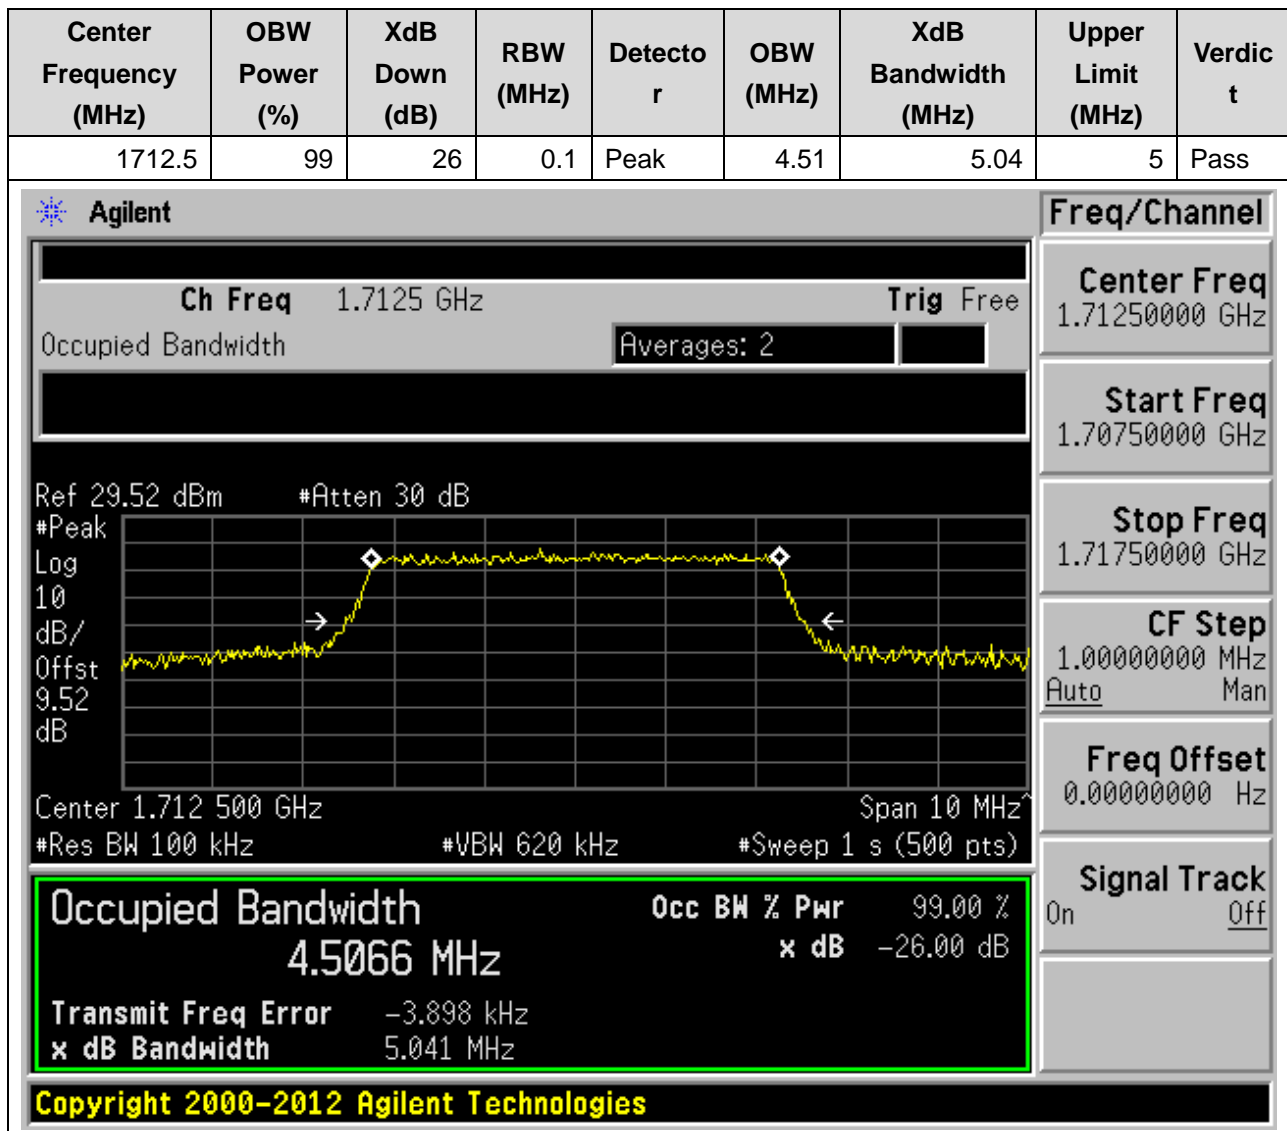 Center Frequency (MHz) OBW Power (%) XdB Down (dB) RBW (MHz) Detector OBW (MHz) XdB Bandwidth (MHz) Upper Limit (MHz) Verdict
1712.5 99 26 0.1 Peak 4.51 5.04 5 Pass
Agilent
Freq/Channel
Ch Freq 1.7125 GHz Trig Free
Occupied Bandwidth Averages: 2
Ref 29.52 dBm #Atten 30 dB
#Peak
Log
10
dB/
Offst
9.52
dB
Center 1.712 500 GHz Span 10 MHz^
#Res BW 100 kHz #VBW 620 kHz #Sweep 1 s (500 pts)
Occupied Bandwidth Occ BW % Pwr 99.00 %
4.5066 MHz x dB -26.00 dB
Transmit Freq Error -3.898 kHz
x dB Bandwidth 5.041 MHz
Center Freq
1.71250000 GHz
Start Freq
1.70750000 GHz
Stop Freq
1.71750000 GHz
CF Step
1.00000000 MHz
Auto Man
Freq Offset
0.00000000 Hz
Signal Track
On Off
Copyright 2000-2012 Agilent Technologies